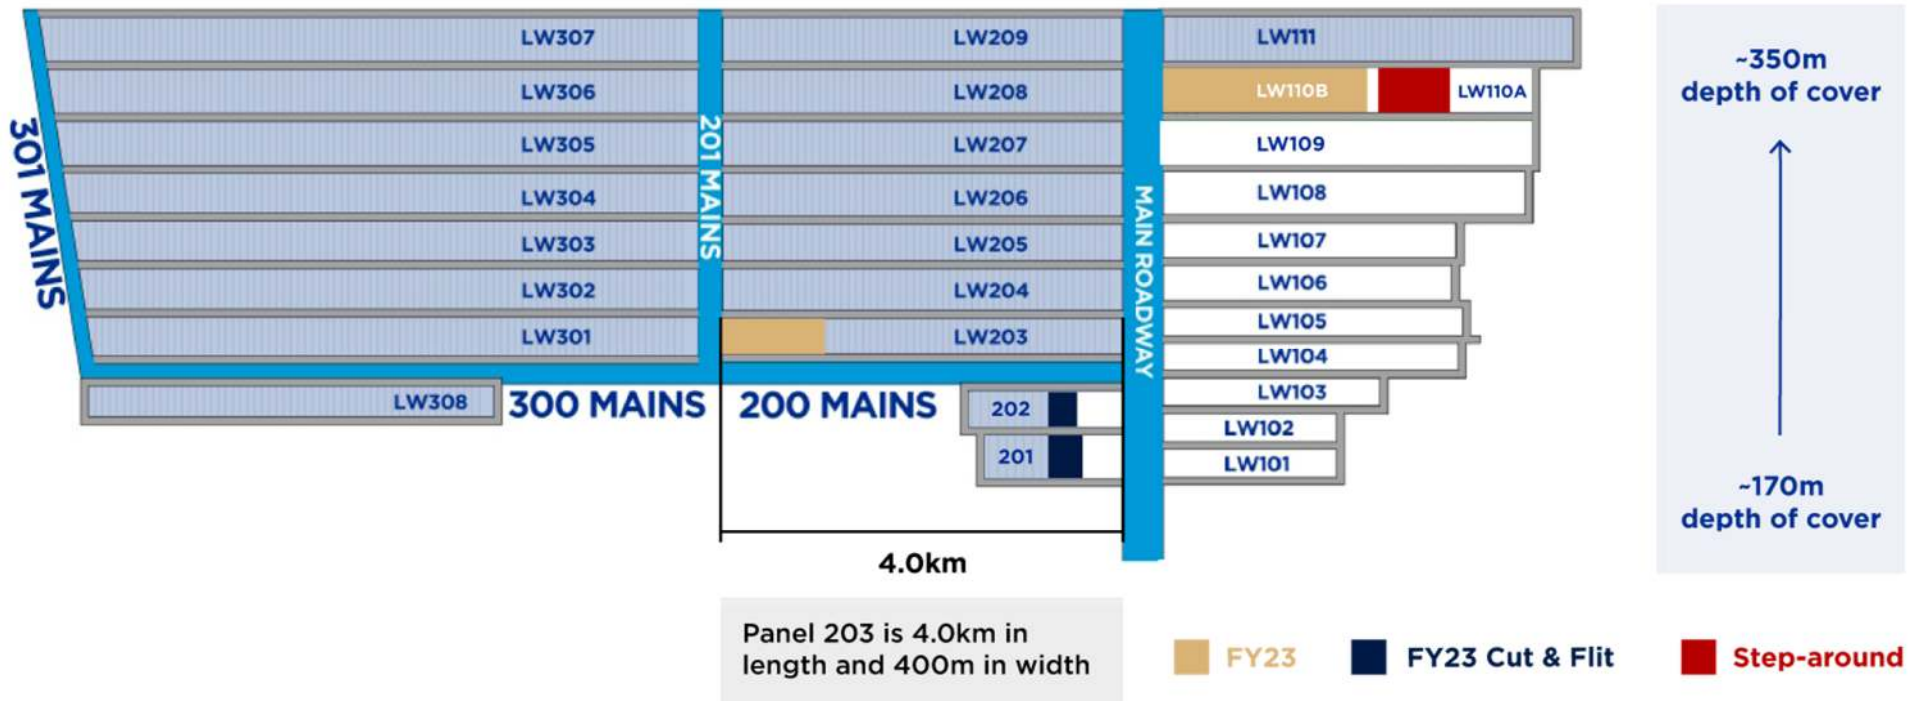 LW307
LW209
LW111
~350m
depth of cover
LW306
LW208
LW110B
LW110A
301 MAINS
201 MAINS
LW305
LW207
LW109
LW304
LW206
LW108
MAIN ROADWAY
LW303
LW205
LW107
LW302
LW204
LW106
LW301
LW203
LW105
LW104
LW308
300 MAINS
200 MAINS
202
LW103
201
LW102
LW101
~170m
depth of cover
4.0km
Panel 203 is 4.0km in
length and 400m in width
FY23
FY23 Cut & Flit
Step-around